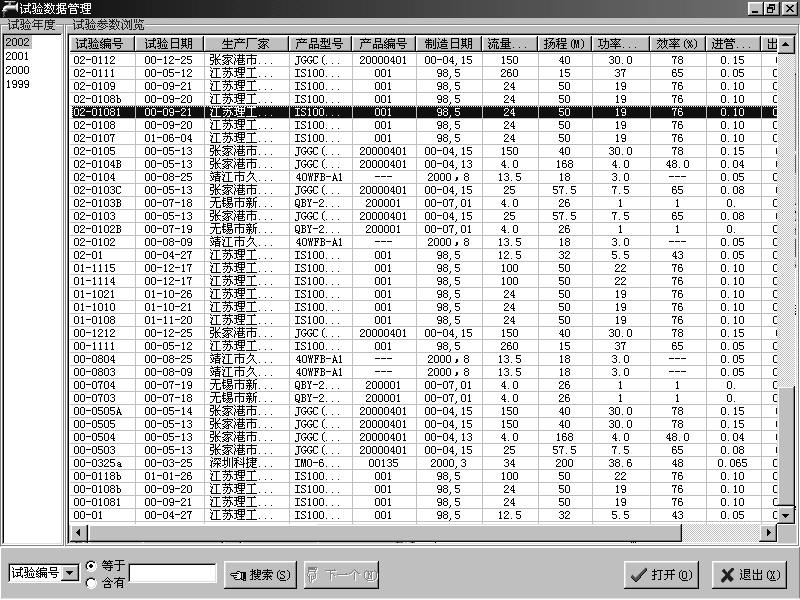 试验数据管理
试验年度 试验参数浏览
2002
2001
2000
1999
试验编号 试验日期 生产厂家 产品型号 产品编号 制造日期 流量... 扬程(M) 功率... 效率(%) 进管... 出
02-0112 00-12-25 张家港市... JGGC(... 20000401 00-04,15 150 40 30.0 78 0.15
02-0111 00-05-12 江苏理工... IS100... 001 98,5 260 15 37 65 0.05
02-0109 00-09-21 江苏理工... IS100... 001 98,5 24 50 19 76 0.10
02-0108b 00-09-20 江苏理工... IS100... 001 98,5 24 50 19 76 0.10
02-01081 00-09-21 江苏理工... IS100... 001 98,5 24 50 19 76 0.10
02-0108 00-09-20 江苏理工... IS100... 001 98,5 24 50 19 76 0.10
02-0107 01-06-04 江苏理工... IS100... 001 98,5 24 50 19 76 0.10
02-0105 00-05-13 张家港市... JGGC(... 20000401 00-04,15 150 40 30.0 78 0.15
02-0104B 00-05-13 张家港市... JGGC(... 20000401 00-04,13 4.0 168 4.0 48.0 0.04
02-0104 00-08-25 靖江市久... 40WFB-A1 --- 2000，8 13.5 18 3.0 --- 0.05
02-0103C 00-05-13 张家港市... JGGC(... 20000401 00-04,15 25 57.5 7.5 65 0.08
02-0103B 00-07-18 无锡市新... QBY-2... 200001 00-07,01 4.0 26 1 1 0.
02-0103 00-05-13 张家港市... JGGC(... 20000401 00-04,15 25 57.5 7.5 65 0.08
02-0102B 00-07-19 无锡市新... QBY-2... 200001 00-07,01 4.0 26 1 1 0.
02-0102 00-08-09 靖江市久... 40WFB-A1 --- 2000，8 13.5 18 3.0 --- 0.05
02-01 00-04-27 江苏理工... IS100... 001 98,5 12.5 32 5.5 43 0.05
01-1115 00-12-17 江苏理工... IS100... 001 98,5 100 50 22 76 0.10
01-1114 00-12-17 江苏理工... IS100... 001 98,5 100 50 22 76 0.10
01-1021 01-10-26 江苏理工... IS100... 001 98,5 24 50 19 76 0.10
01-1010 01-10-21 江苏理工... IS100... 001 98,5 24 50 19 76 0.10
01-0108 01-11-20 江苏理工... IS100... 001 98,5 24 50 19 76 0.10
00-1212 00-12-25 张家港市... JGGC(... 20000401 00-04,15 150 40 30.0 78 0.15
00-1111 00-05-12 江苏理工... IS100... 001 98,5 260 15 37 65 0.05
00-0804 00-08-25 靖江市久... 40WFB-A1 --- 2000，8 13.5 18 3.0 --- 0.05
00-0803 00-08-09 靖江市久... 40WFB-A1 --- 2000，8 13.5 18 3.0 --- 0.05
00-0704 00-07-19 无锡市新... QBY-2... 200001 00-07,01 4.0 26 1 1 0.
00-0703 00-07-18 无锡市新... QBY-2... 200001 00-07,01 4.0 26 1 1 0.
00-0505A 00-05-14 张家港市... JGGC(... 20000401 00-04,15 150 40 30.0 78 0.15
00-0505 00-05-13 张家港市... JGGC(... 20000401 00-04,15 150 40 30.0 78 0.15
00-0504 00-05-13 张家港市... JGGC(... 20000401 00-04,13 4.0 168 4.0 48.0 0.04
00-0503 00-05-13 张家港市... JGGC(... 20000401 00-04,15 25 57.5 7.5 65 0.08
00-0325a 00-03-25 深圳科捷... IMO-6... 00135 2000,3 34 200 38.6 48 0.065
00-0118b 01-01-26 江苏理工... IS100... 001 98,5 100 50 22 76 0.10
00-0108b 00-09-20 江苏理工... IS100... 001 98,5 24 50 19 76 0.10
00-01081 00-09-21 江苏理工... IS100... 001 98,5 24 50 19 76 0.10
00-01 00-04-27 江苏理工... IS100... 001 98,5 12.5 32 5.5 43 0.05
试验编号 等于 搜索(S) 下一个(N) 打开(O) 退出(X)
含有